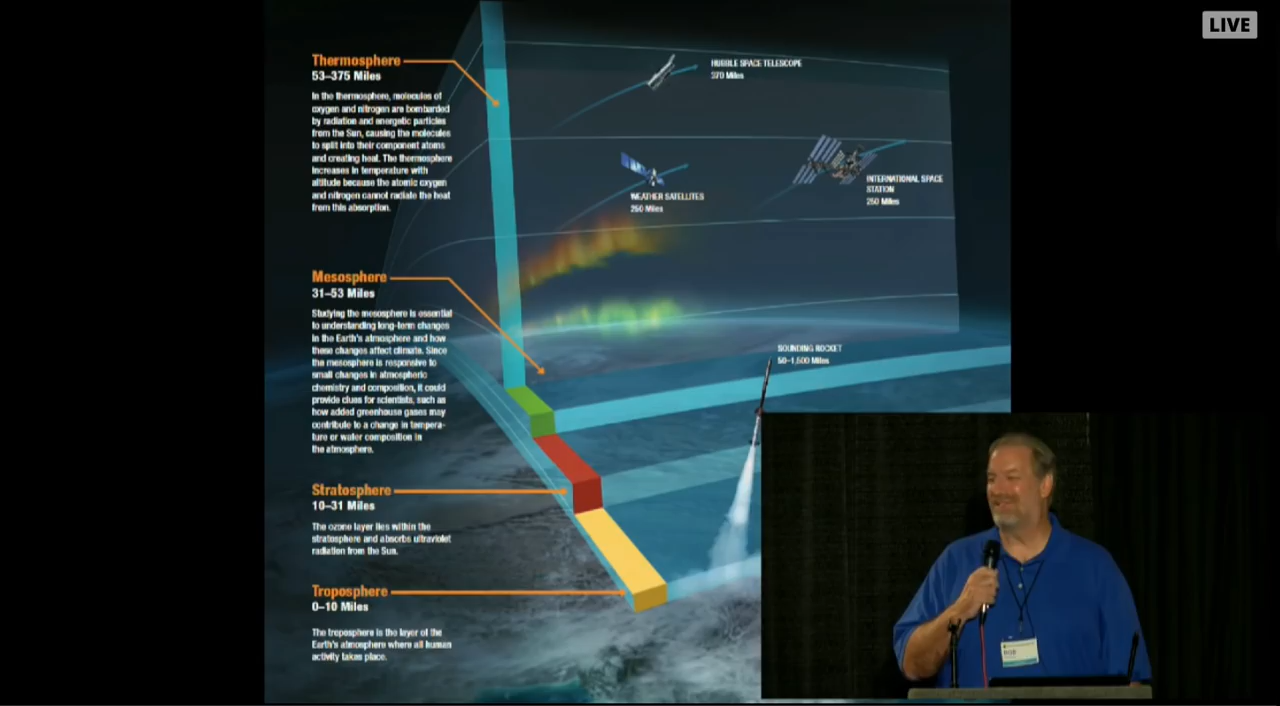 LIVE
Thermosphere
53–375 Miles
In the thermosphere, molecules of
oxygen and nitrogen are bombarded
by radiation and energetic particles
from the Sun, causing the molecules
to split into their component atoms
and creating heat. The thermosphere
increases in temperature with
altitude because the atomic oxygen
and nitrogen cannot radiate the heat
from this absorption.
HUBBLE SPACE TELESCOPE
370 Miles
WEATHER SATELLITES
250 Miles
INTERNATIONAL SPACE
STATION
250 Miles
Mesosphere
31–53 Miles
Studying the mesosphere is essential
to understanding long-term changes
in the Earth's atmosphere and how
these changes affect climate. Since
the mesosphere is responsive to
small changes in atmospheric
chemistry and composition, it could
provide clues for scientists, such as
how added greenhouse gases may
contribute to a change in tempera-
ture or water composition in
the atmosphere.
SOUNDING ROCKET
50–1,500 Miles
Stratosphere
10–31 Miles
The ozone layer lies within the
stratosphere and absorbs ultraviolet
radiation from the Sun.
Troposphere
0–10 Miles
The troposphere is the layer of the
Earth's atmosphere where all human
activity takes place.